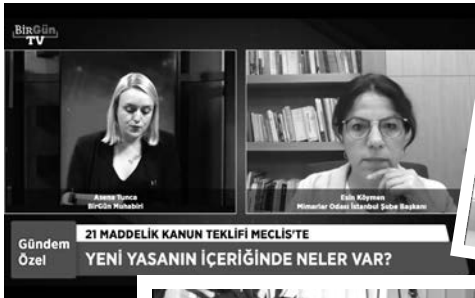 BirGün
TV
Asena Tunca
BirGün Muhabiri
Esin Köymen
Mimarlar Odası İstanbul Şube Başkanı
Gündem
Özel
21 MADDELİK KANUN TEKLİFİ MECLİS'TE
YENİ YASANIN İÇERİĞİNDE NELER VAR?